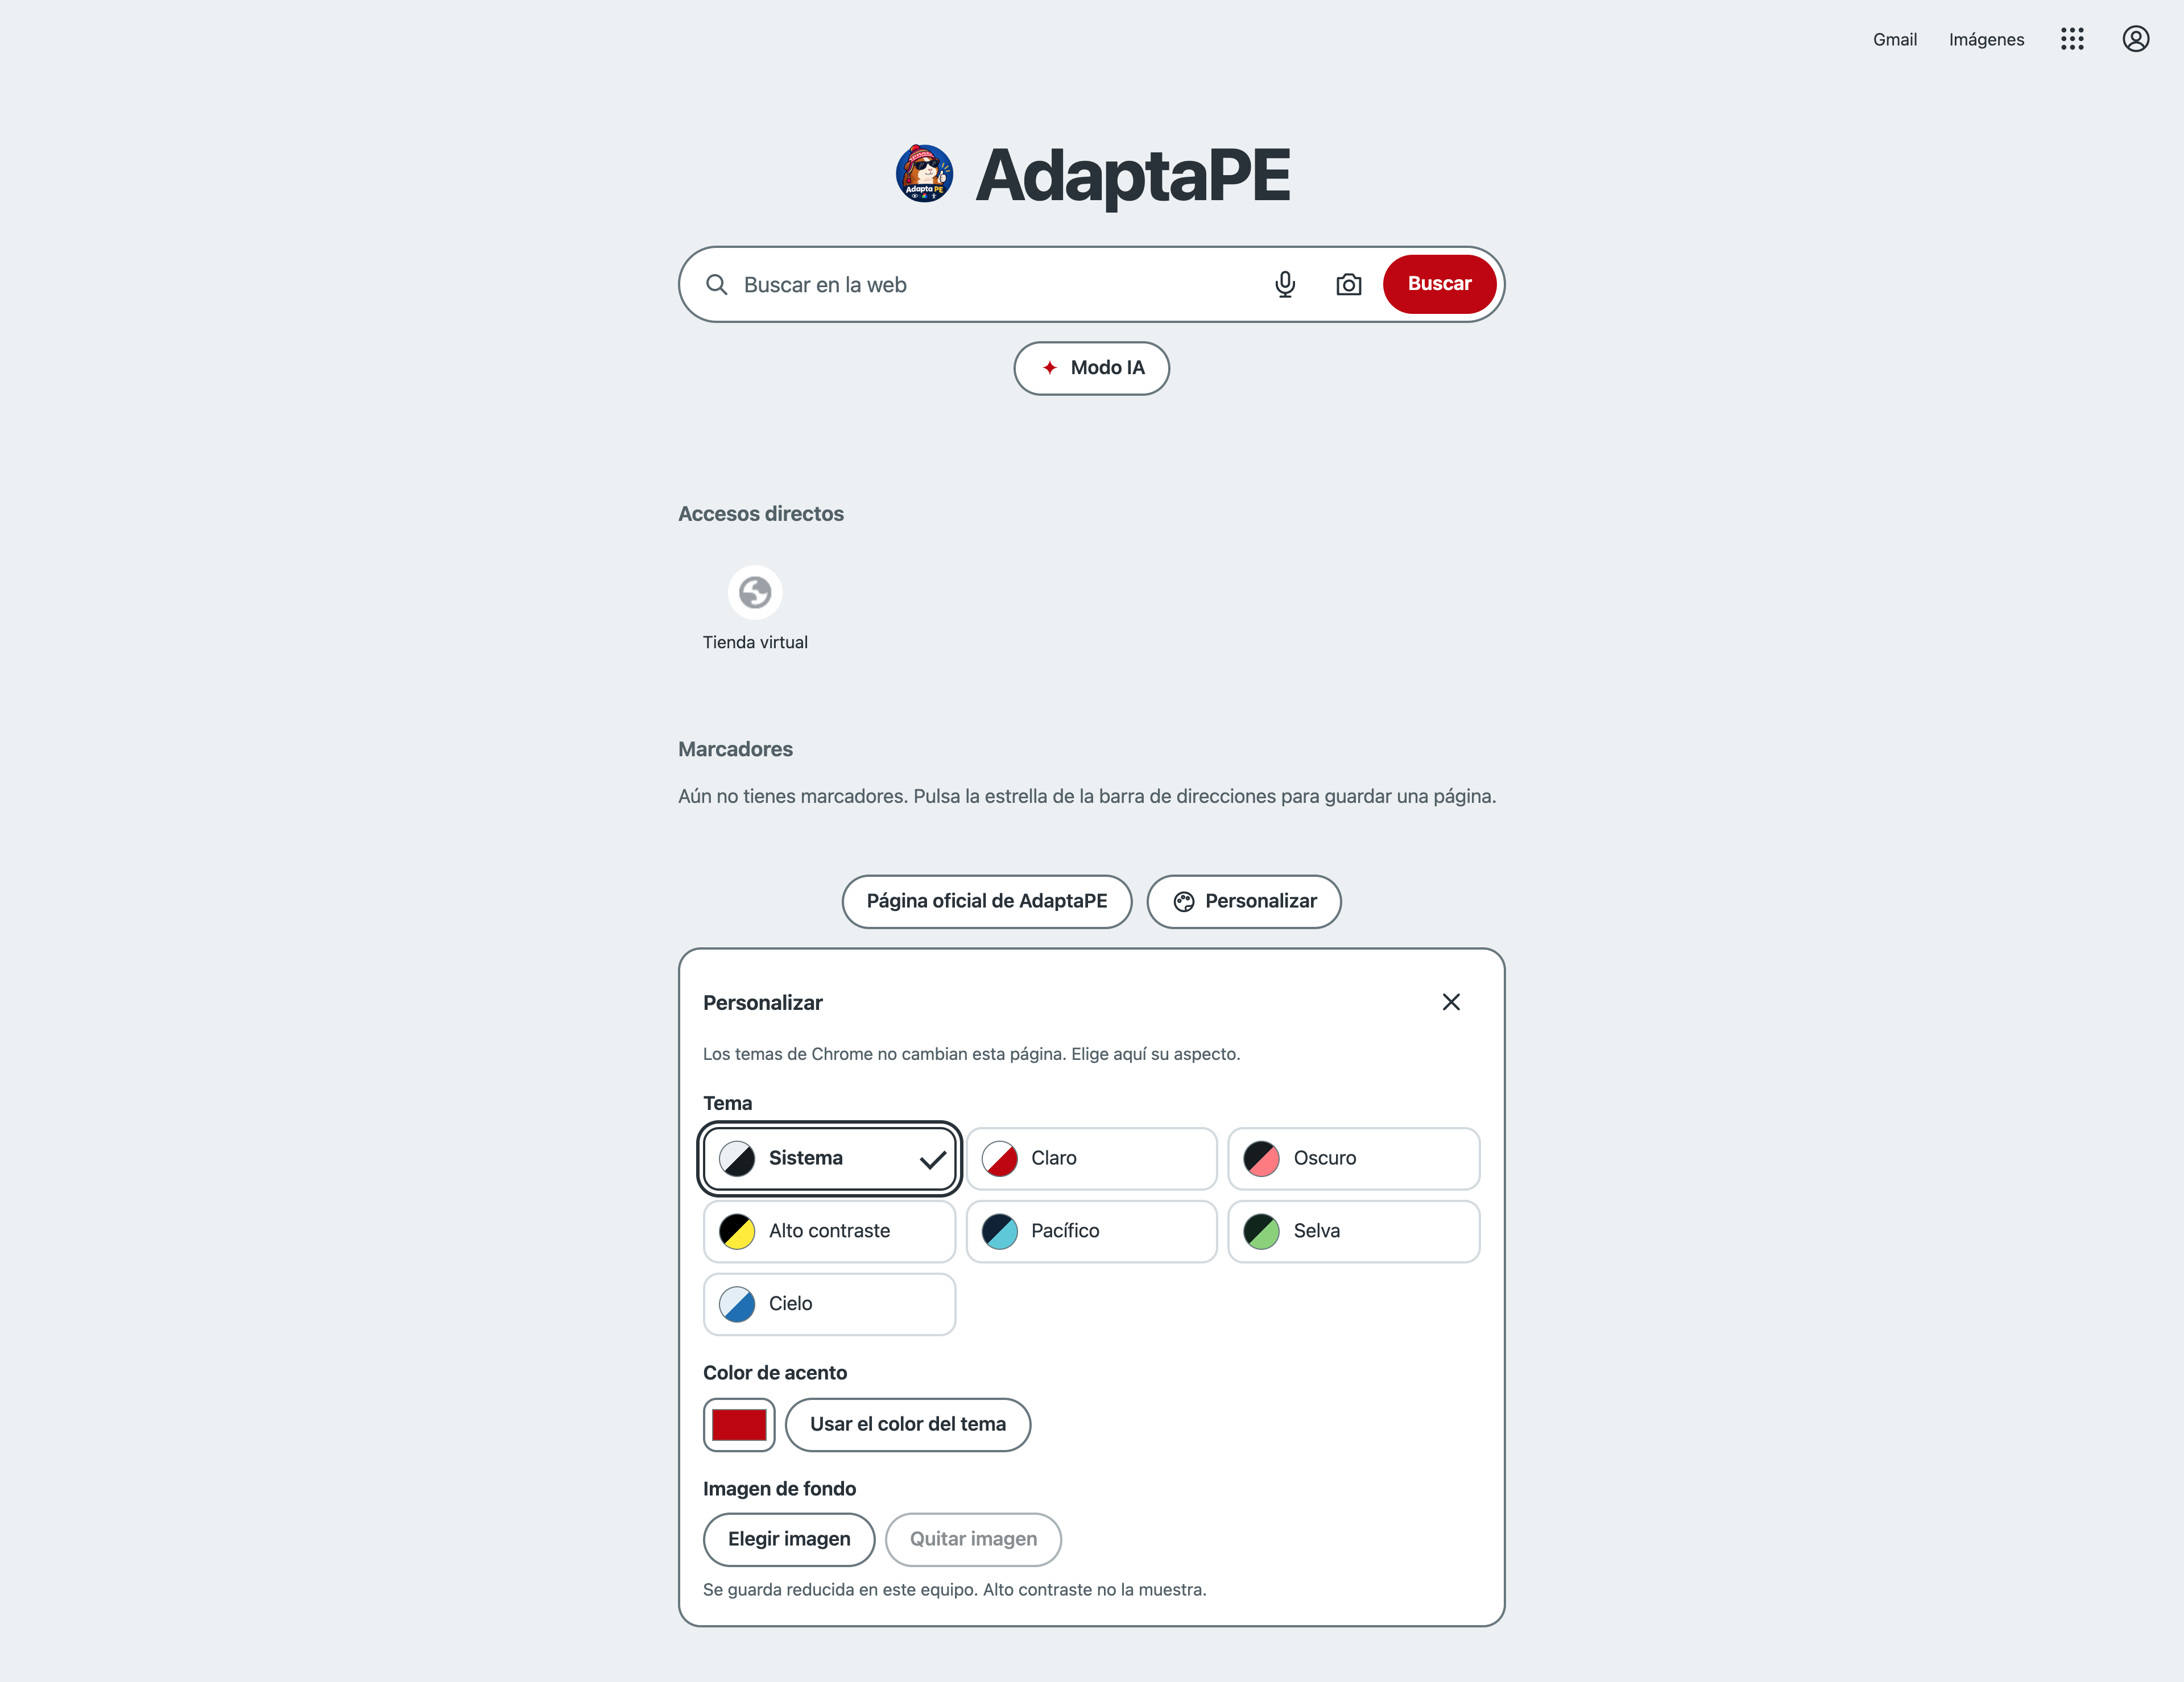 Gmail Imágenes
Adapta PE
AdaptaPE
Buscar en la web
Buscar
Modo IA
Accesos directos
Tienda virtual
Marcadores
Aún no tienes marcadores. Pulsa la estrella de la barra de direcciones para guardar una página.
Página oficial de AdaptaPE
Personalizar
Personalizar
Los temas de Chrome no cambian esta página. Elige aquí su aspecto.
Tema
Sistema
Claro
Oscuro
Alto contraste
Pacífico
Selva
Cielo
Color de acento
Usar el color del tema
Imagen de fondo
Elegir imagen
Quitar imagen
Se guarda reducida en este equipo. Alto contraste no la muestra.